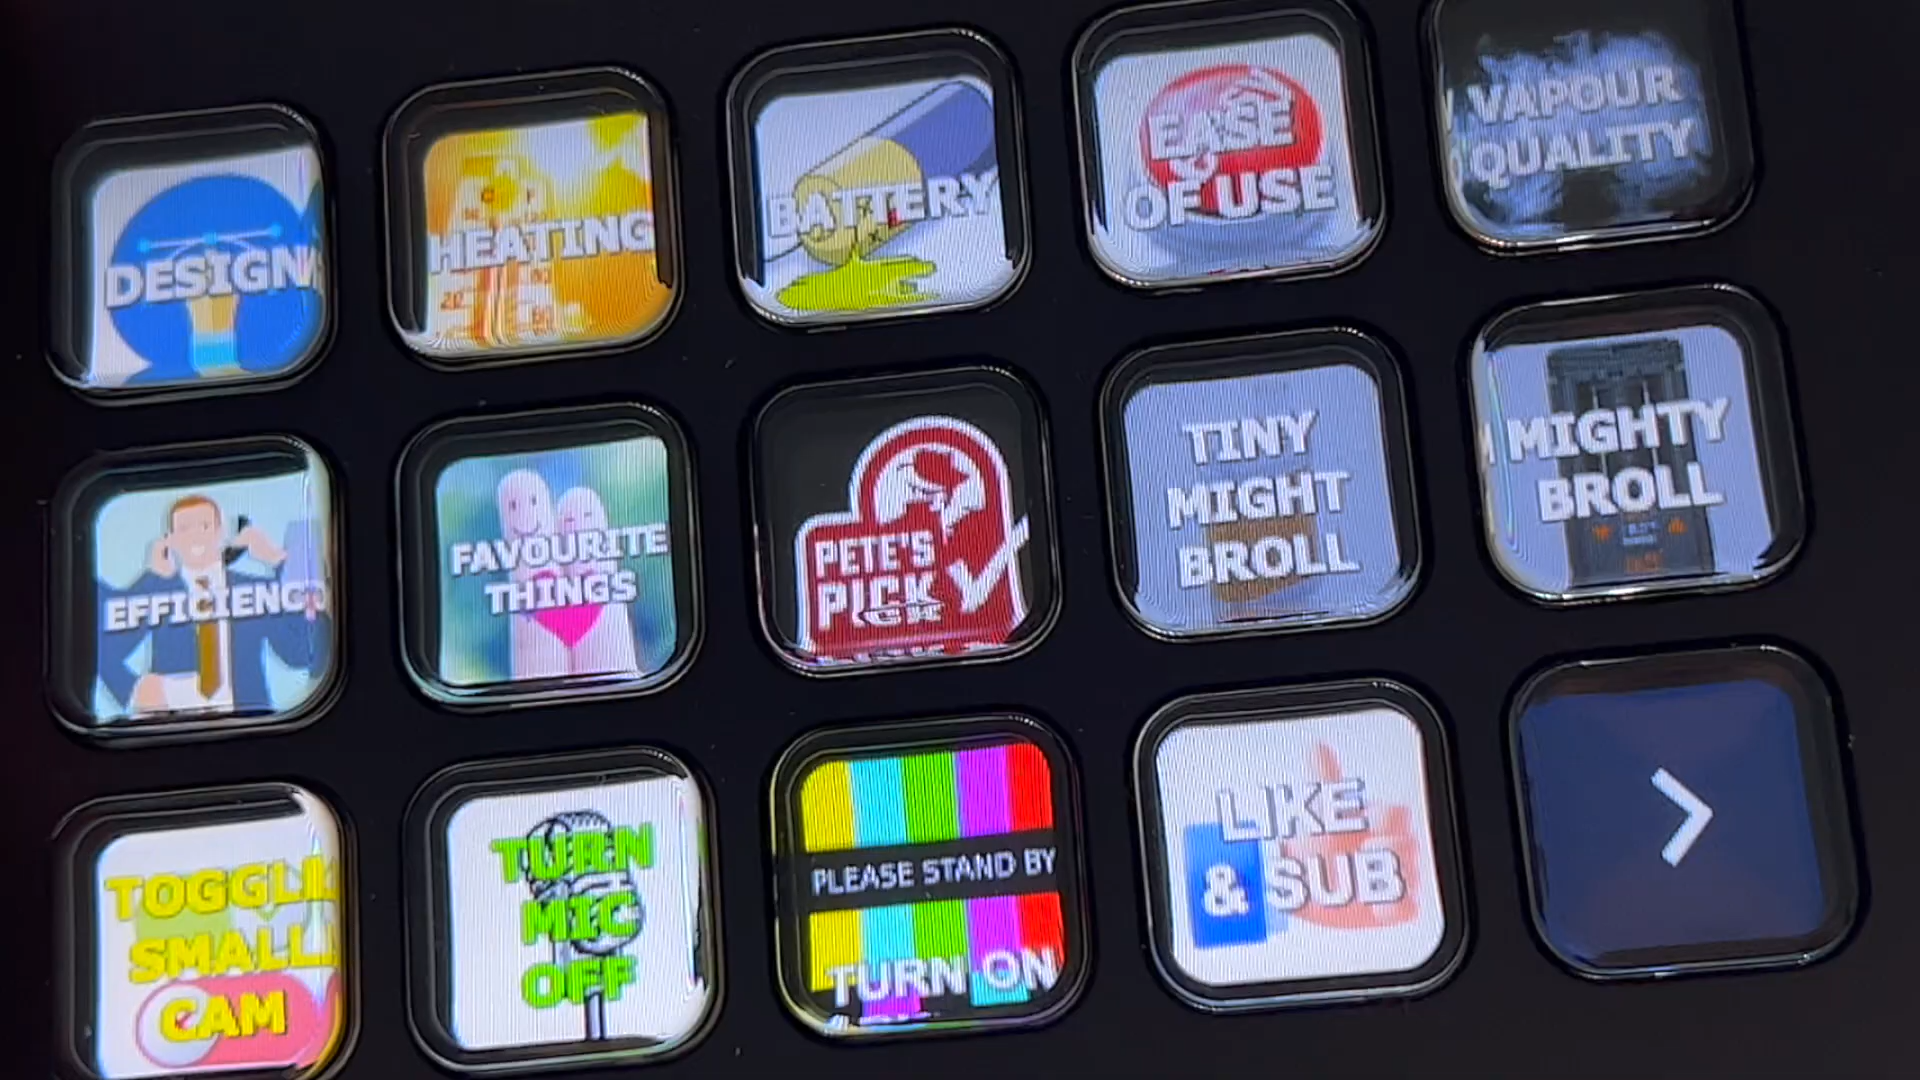 DESIGN
HEATING
BATTERY
EASE
OF USE
VAPOUR
QUALITY
EFFICIENC
FAVOURITE
THINGS
PETE'S
PICK
TINY
MIGHT
BROLL
MIGHTY
BROLL
TOGGLE
SMALL
CAM
TURN
MIC
OFF
PLEASE STAND BY
TURN ON
LIKE
& SUB